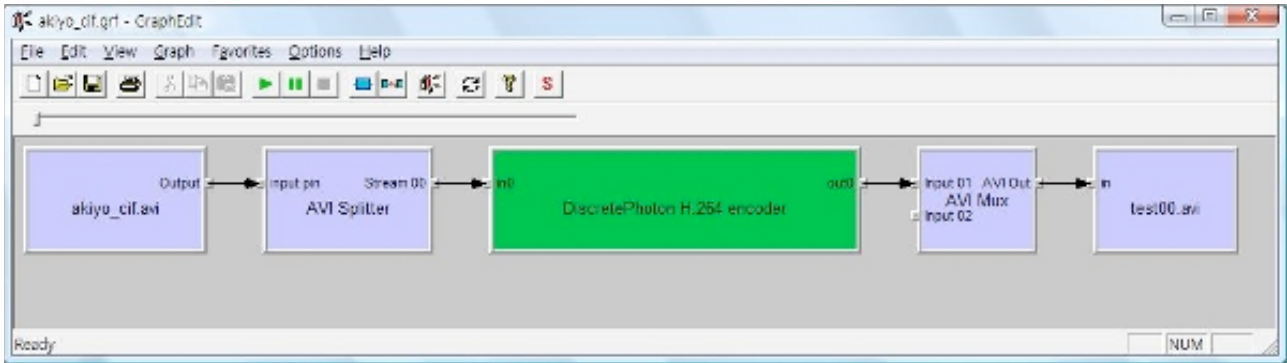 akiyo_cif.grf - GraphEdit
File Edit View Graph Favorites Options Help
S
Output
akiyo_cif.avi
input pin Stream 00
AVI Splitter
in0 out0
DiscretePhoton H.264 encoder
Input 01 AVI Out
AVI Mux
Input 02
in
test00.avi
Ready
NUM